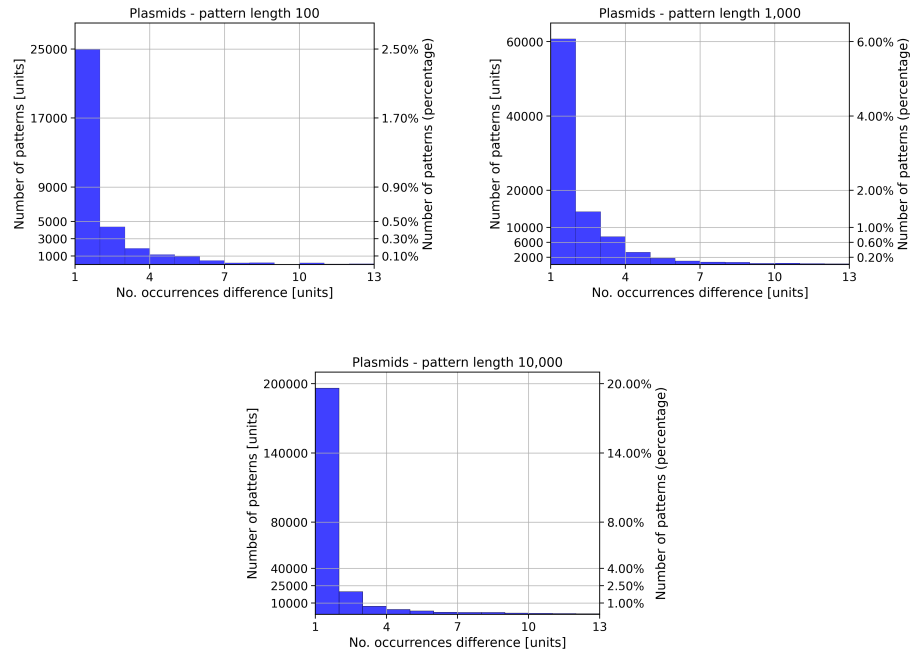 Plasmids - pattern length 100
Number of patterns [units]
25000
17000
9000
5000
3000
1000
2.50%
1.70%
0.90%
0.50%
0.30%
0.10%
Number of patterns (percentage)
1 4 7 10 13
No. occurrences difference [units]
Plasmids - pattern length 1,000
Number of patterns [units]
60000
40000
20000
10000
6000
2000
6.00%
4.00%
2.00%
1.00%
0.60%
0.20%
Number of patterns (percentage)
1 4 7 10 13
No. occurrences difference [units]
Plasmids - pattern length 10,000
Number of patterns [units]
200000
140000
80000
40000
25000
10000
20.00%
14.00%
8.00%
4.00%
2.50%
1.00%
Number of patterns (percentage)
1 4 7 10 13
No. occurrences difference [units]